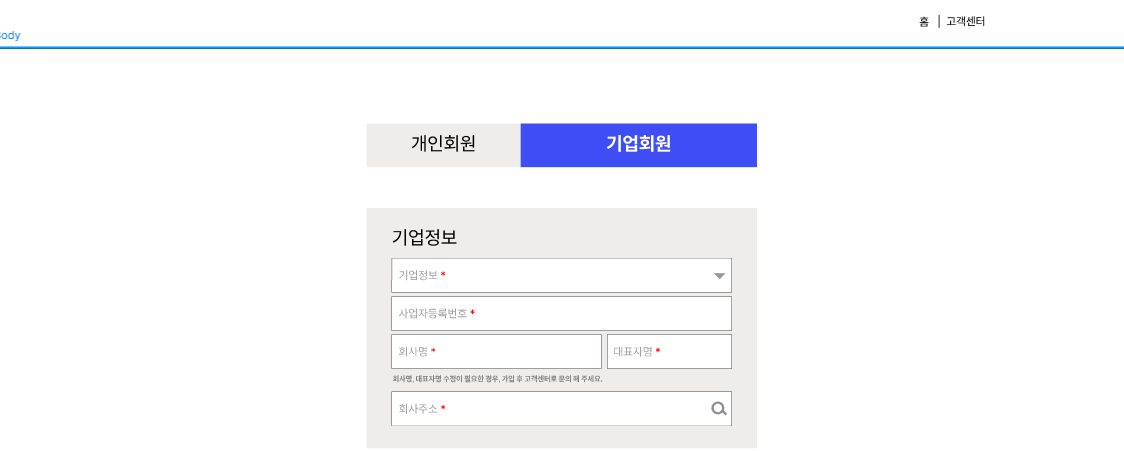 홈 | 고객센터
Body
개인회원 기업회원
기업정보
기업정보 *
사업자등록번호 *
회사명 * 대표자명 *
회사명, 대표자명 수정이 필요한 경우, 가입 후 고객센터로 문의 해 주세요.
회사주소 *